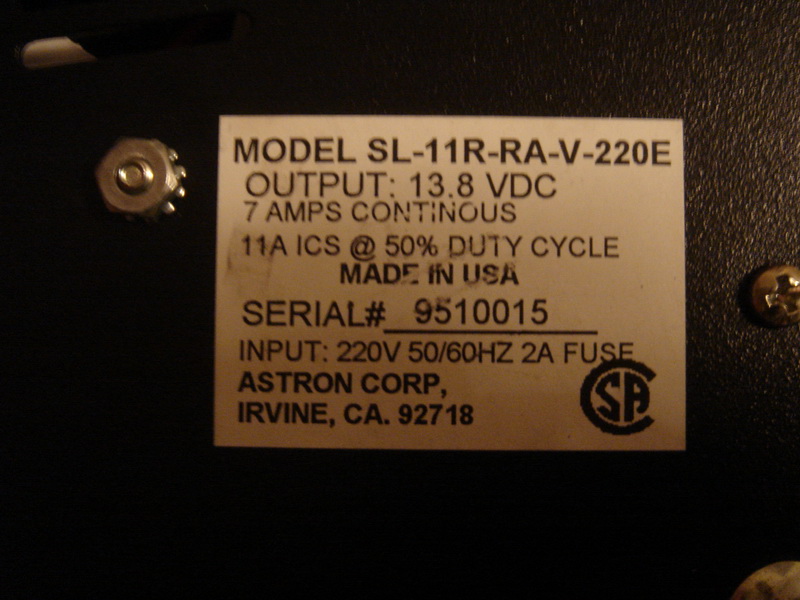 MODEL SL-11R-RA-V-220E
OUTPUT: 13.8 VDC
7 AMPS CONTINOUS
11A ICS @ 50% DUTY CYCLE
MADE IN USA
SERIAL# 9510015
INPUT: 220V 50/60HZ 2A FUSE
ASTRON CORP,
IRVINE, CA. 92718
CSA